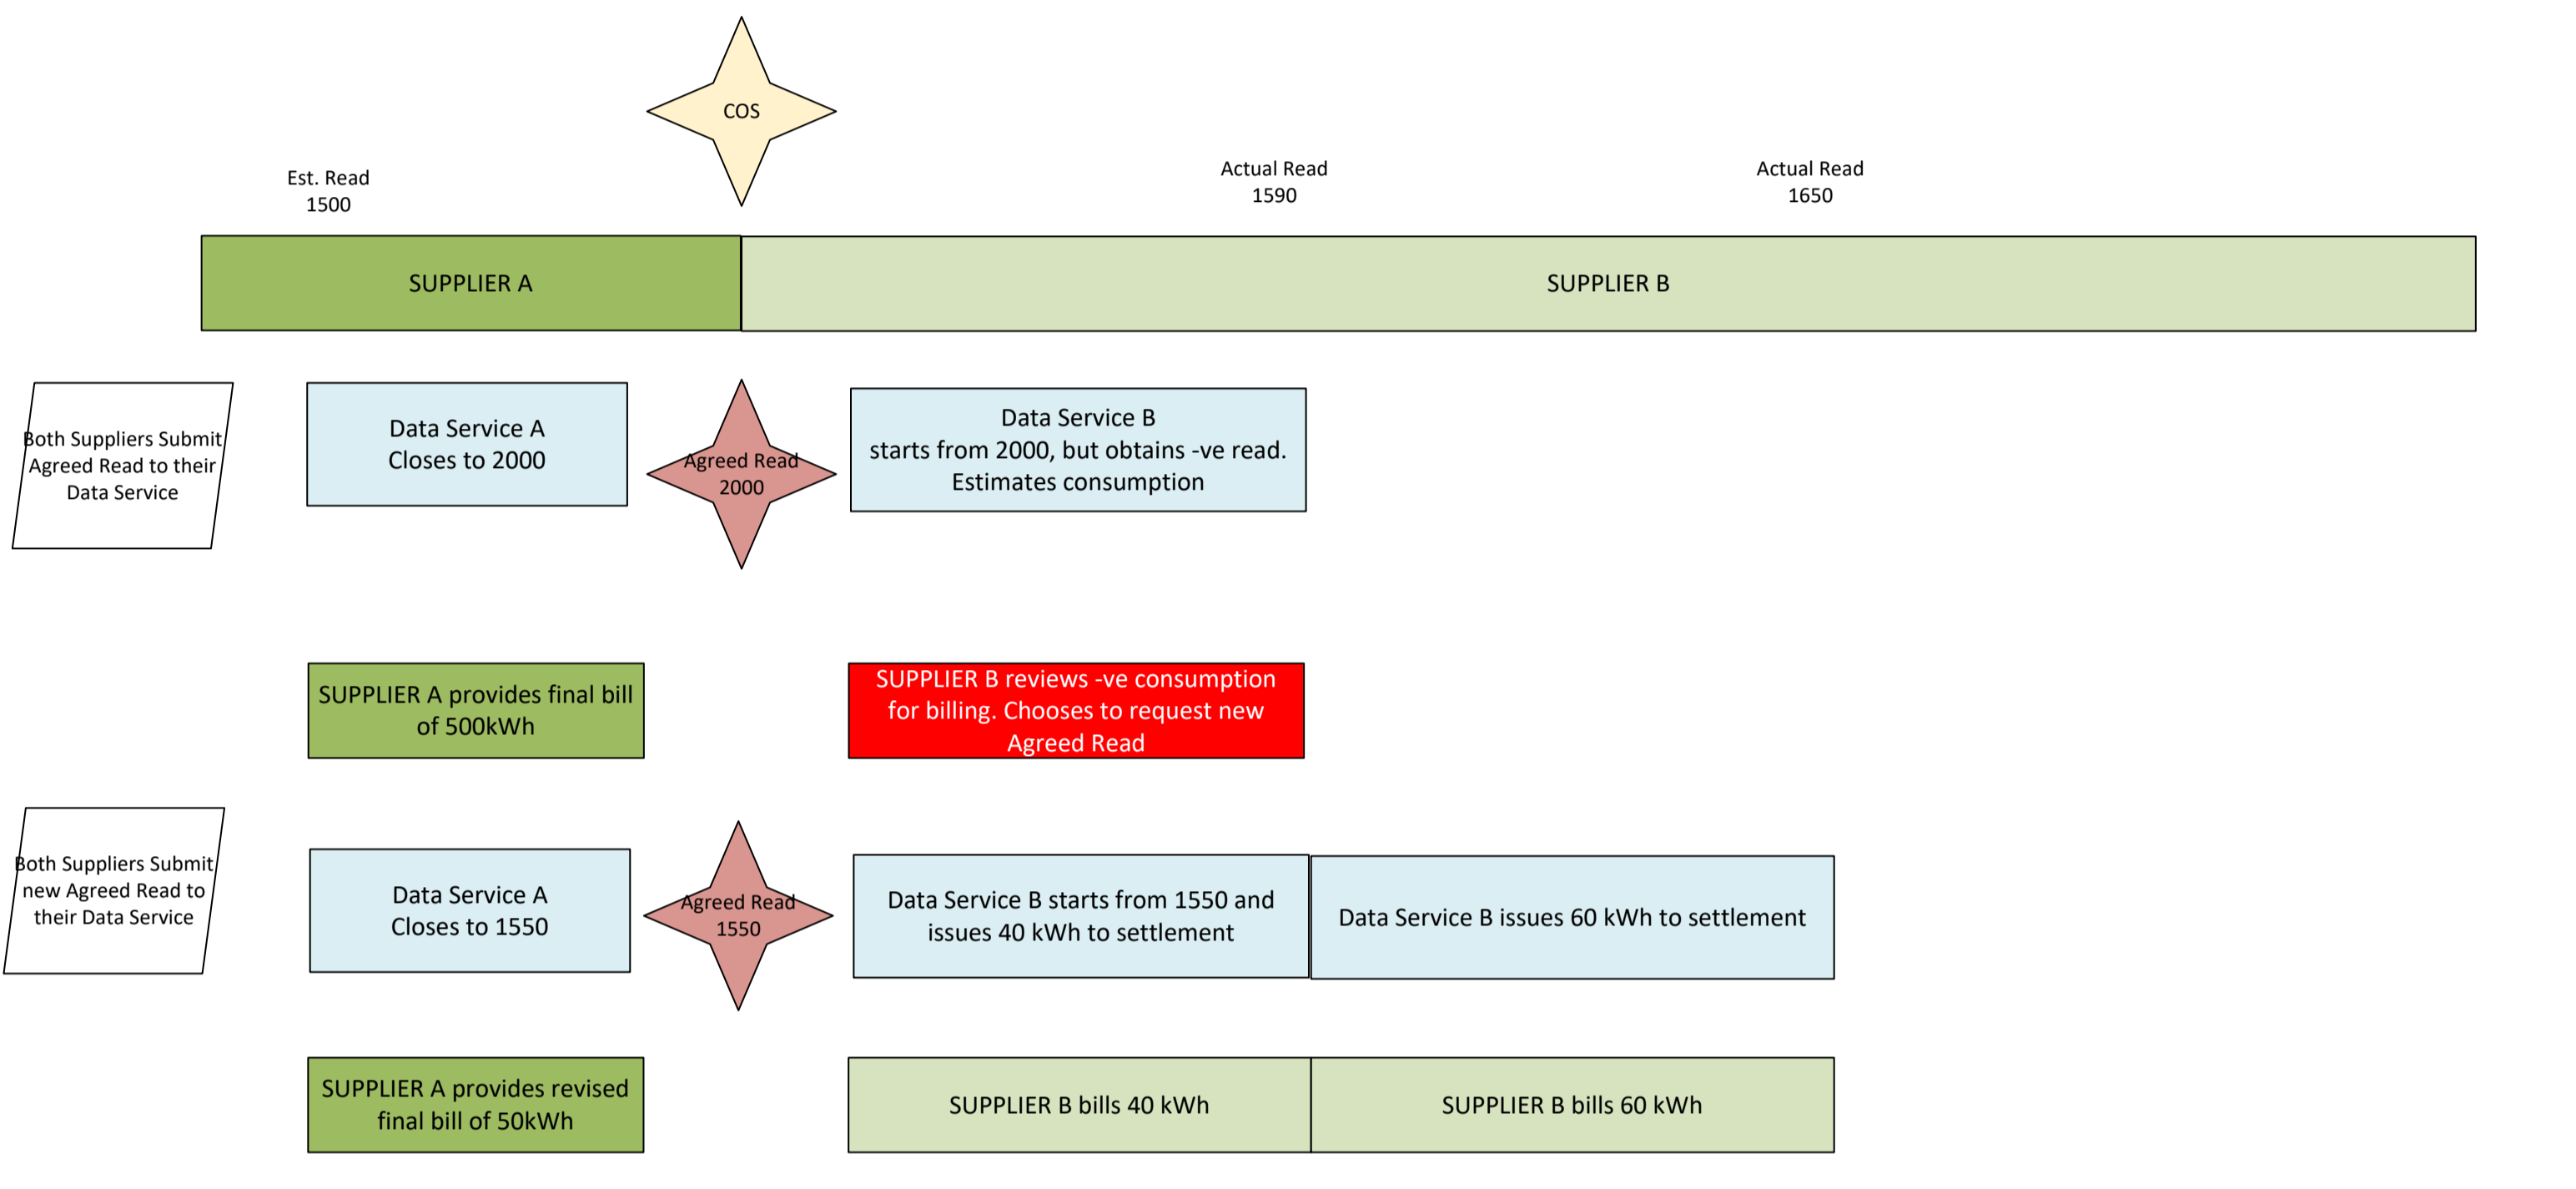 COS
Est. Read
1500
Actual Read
1590
Actual Read
1650
SUPPLIER A
SUPPLIER B
Both Suppliers Submit
Agreed Read to their
Data Service
Data Service A
Closes to 2000
Agreed Read
2000
Data Service B
starts from 2000, but obtains -ve read.
Estimates consumption
SUPPLIER A provides final bill
of 500kWh
SUPPLIER B reviews -ve consumption
for billing. Chooses to request new
Agreed Read
Both Suppliers Submit
new Agreed Read to
their Data Service
Data Service A
Closes to 1550
Agreed Read
1550
Data Service B starts from 1550 and
issues 40 kWh to settlement
Data Service B issues 60 kWh to settlement
SUPPLIER A provides revised
final bill of 50kWh
SUPPLIER B bills 40 kWh
SUPPLIER B bills 60 kWh